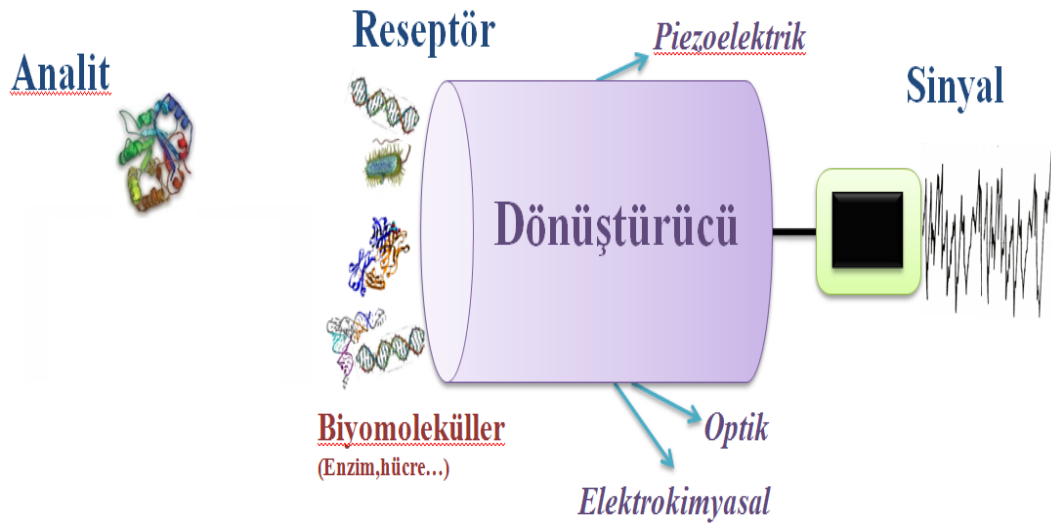 Analit
Reseptör
Piezoelektrik
Sinyal
Dönüştürücü
Biyomoleküller
(Enzim,hücre...)
Optik
Elektrokimyasal